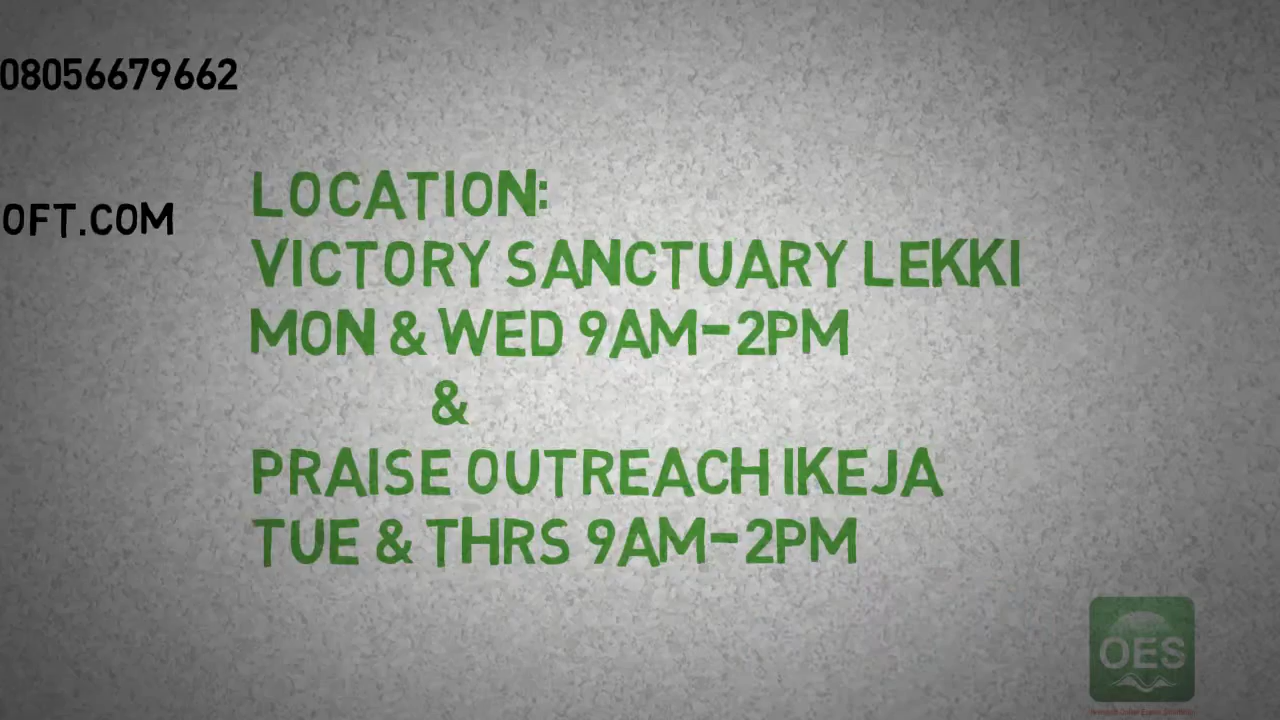 08056679662
OFT.COM
LOCATION:
VICTORY SANCTUARY LEKKI
MON & WED 9AM-2PM
&
PRAISE OUTREACH IKEJA
TUE & THRS 9AM-2PM
OES